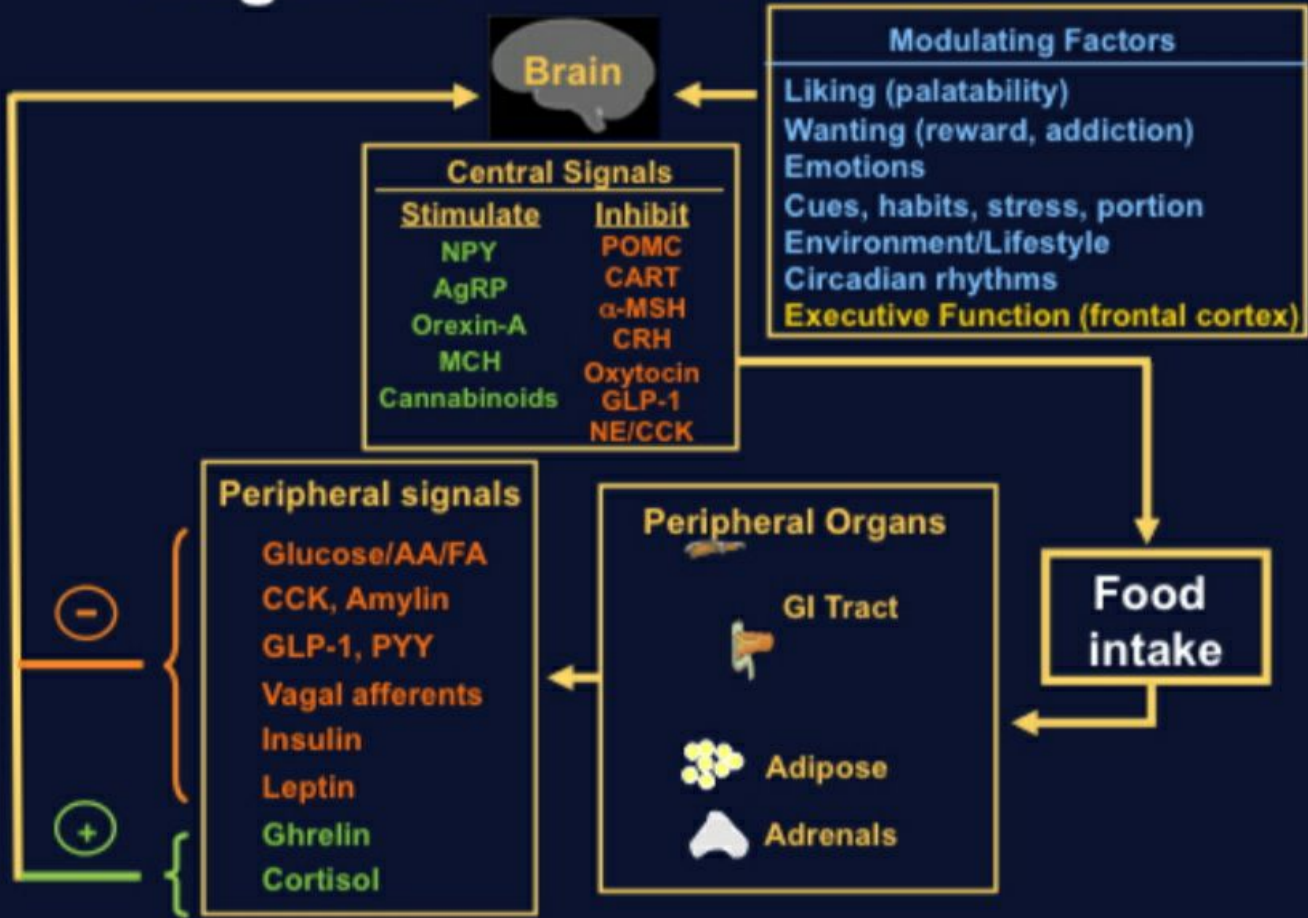 Brain
Modulating Factors
Liking (palatability)
Wanting (reward, addiction)
Emotions
Cues, habits, stress, portion
Environment/Lifestyle
Circadian rhythms
Executive Function (frontal cortex)
Central Signals
Stimulate
NPY
AgRP
Orexin-A
MCH
Cannabinoids
Inhibit
POMC
CART
α-MSH
CRH
Oxytocin
GLP-1
NE/CCK
Peripheral signals
Glucose/AA/FA
CCK, Amylin
GLP-1, PYY
Vagal afferents
Insulin
Leptin
Ghrelin
Cortisol
−
+
Peripheral Organs
GI Tract
Adipose
Adrenals
Food
intake